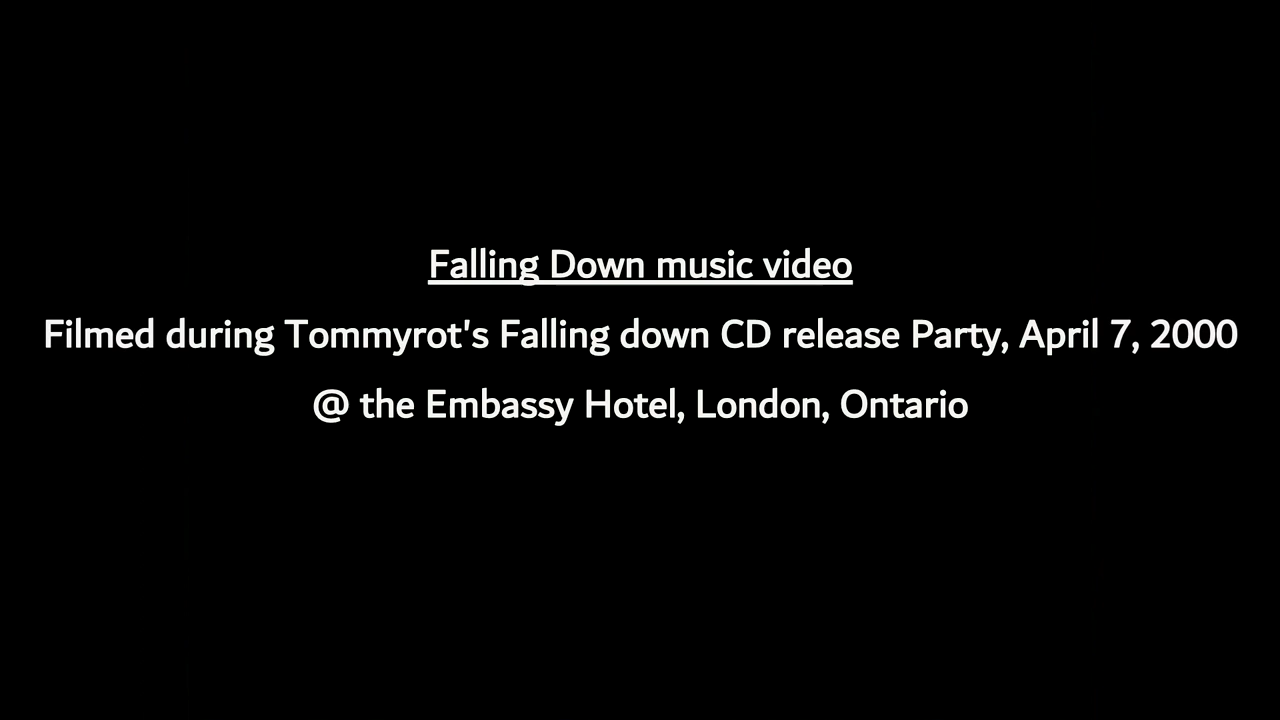 Falling Down music video
Filmed during Tommyrot's Falling down CD release Party, April 7, 2000
@ the Embassy Hotel, London, Ontario